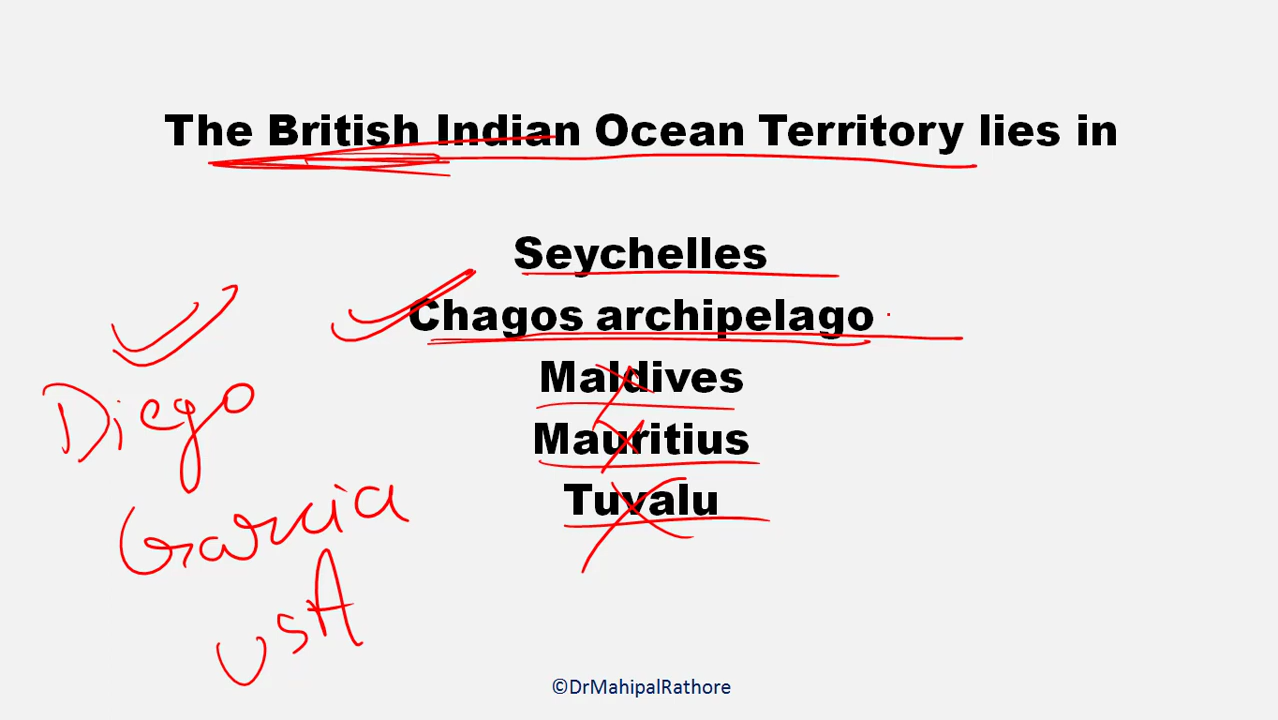 The British Indian Ocean Territory lies in
Seychelles
Chagos archipelago
Maldives
Mauritius
Tuvalu
Diego
Garcia
USA
©DrMahipalRathore